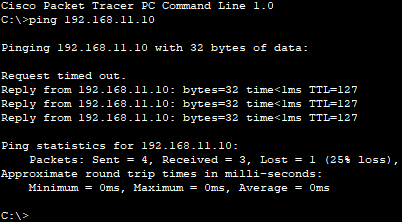 Cisco Packet Tracer PC Command Line 1.0
C:\>ping 192.168.11.10
Pinging 192.168.11.10 with 32 bytes of data:
Request timed out.
Reply from 192.168.11.10: bytes=32 time<1ms TTL=127
Reply from 192.168.11.10: bytes=32 time<1ms TTL=127
Reply from 192.168.11.10: bytes=32 time<1ms TTL=127
Ping statistics for 192.168.11.10:
Packets: Sent = 4, Received = 3, Lost = 1 (25% loss),
Approximate round trip times in milli-seconds:
Minimum = 0ms, Maximum = 0ms, Average = 0ms
C:\>